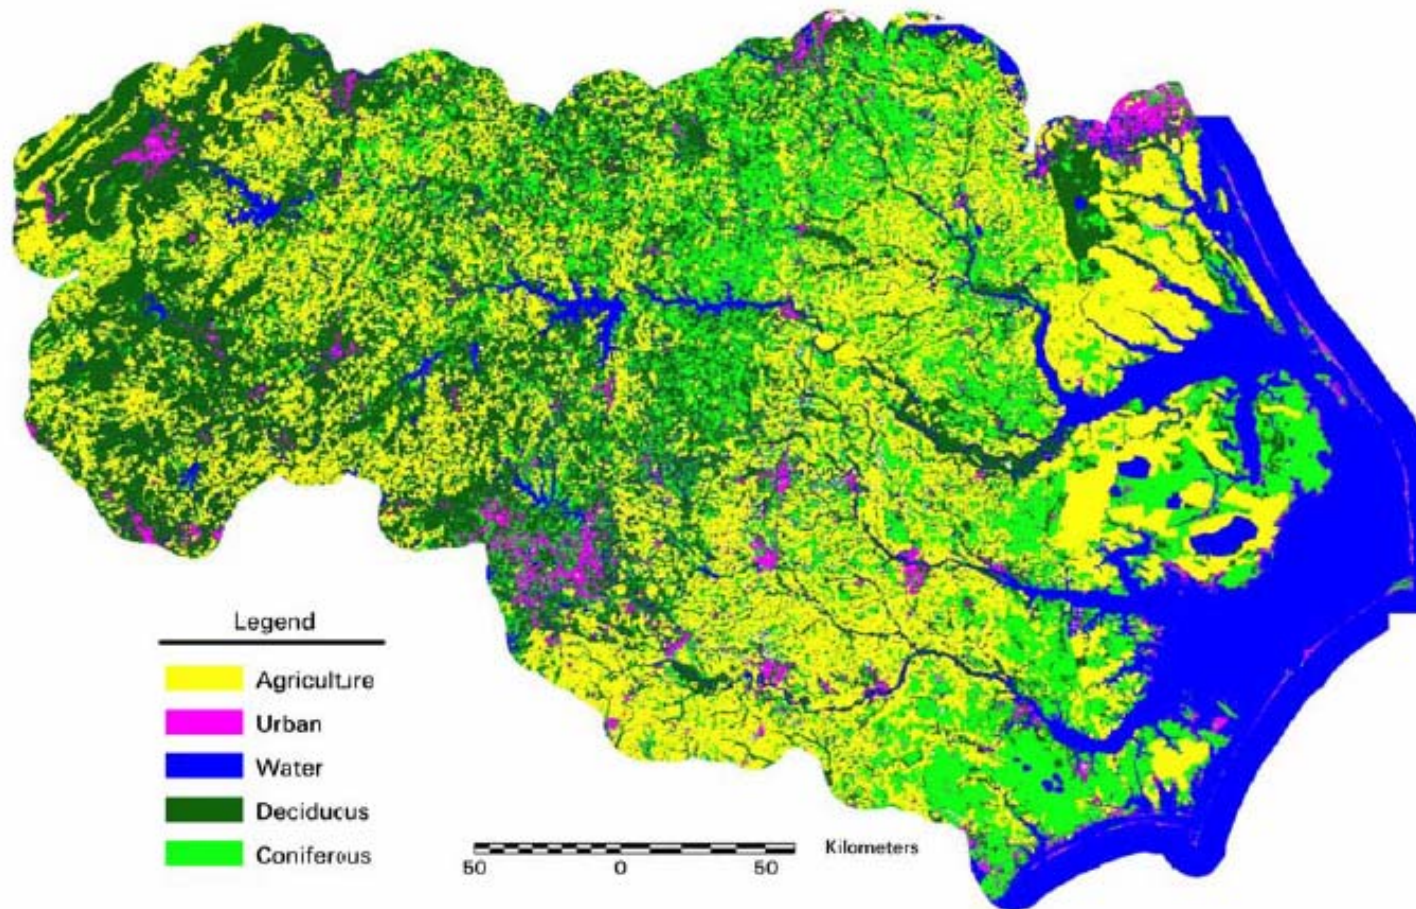 Legend
Agriculture
Urban
Water
Deciducus
Coniferous
50 0 50 Kilometers